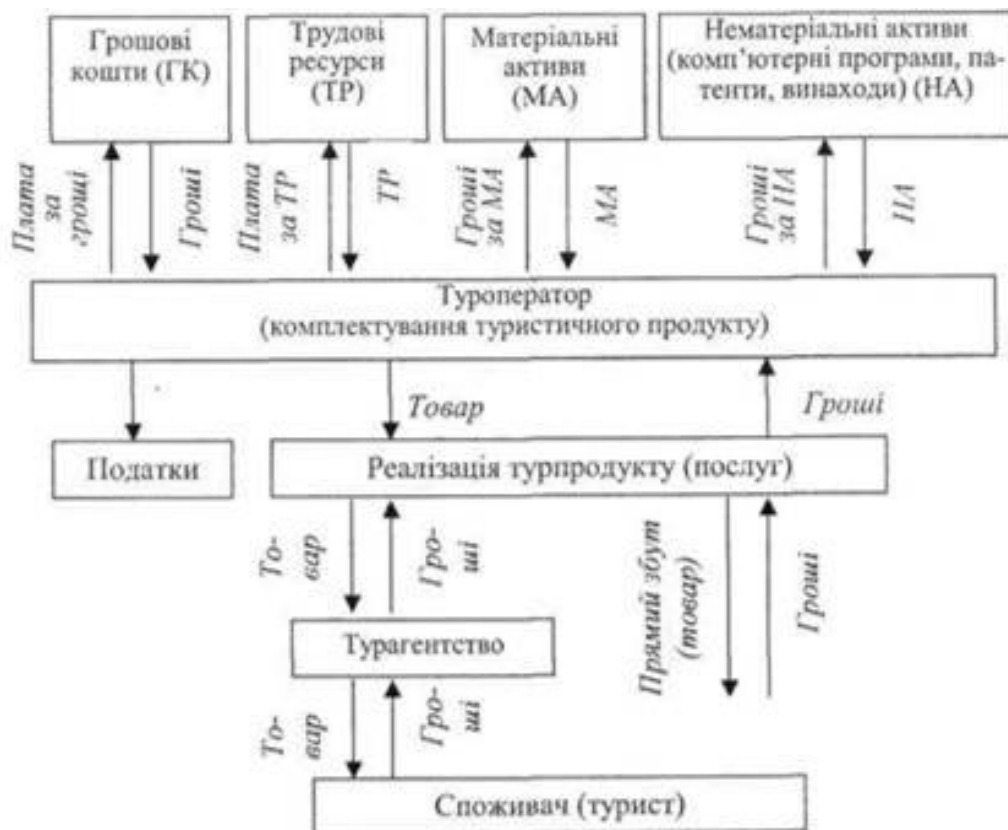 Грошові
кошти (ГК)
Трудові
ресурси
(ТР)
Матеріальні
активи
(МА)
Нематеріальні активи
(комп’ютерні програми, па-
тенти, винаходи) (НА)
Плата
за
гроші
Гроші
Плата
за ТР
ТР
Гроші
за МА
МА
Гроші
за НА
НА
Туроператор
(комплектування туристичного продукту)
Товар
Гроші
Податки
Реалізація турпродукту (послуг)
То-
вар
Гро-
ші
Прямий збут
(товар)
Гроші
Турагентство
То-
вар
Гро-
ші
Споживач (турист)